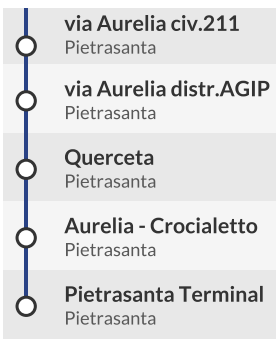 via Aurelia civ.211
Pietrasanta
via Aurelia distr.AGIP
Pietrasanta
Querceta
Pietrasanta
Aurelia - Crocialetto
Pietrasanta
Pietrasanta Terminal
Pietrasanta